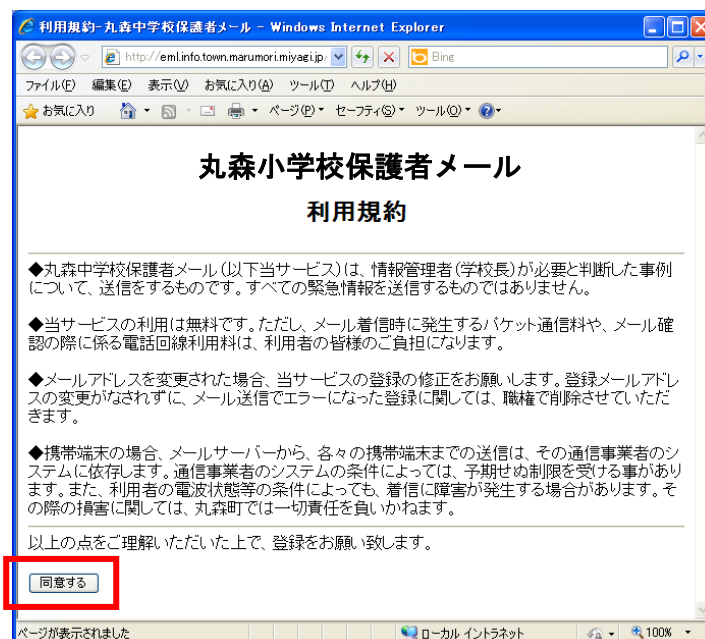 利用規約-丸森中学校保護者メール - Windows Internet Explorer
http://eml.info.town.marumori.miyagi.jp/
Bing
ファイル(F) 編集(E) 表示(V) お気に入り(A) ツール(T) ヘルプ(H)
お気に入り ページ(P) セーフティ(S) ツール(O)
丸森小学校保護者メール
利用規約
◆丸森中学校保護者メール(以下当サービス)は、情報管理者(学校長)が必要と判断した事例
について、送信をするものです。すべての緊急情報を送信するものではありません。
◆当サービスの利用は無料です。ただし、メール着信時に発生するパケット通信料や、メール確
認の際に係る電話回線利用料は、利用者の皆様のご負担になります。
◆メールアドレスを変更された場合、当サービスの登録の修正をお願いします。登録メールアドレ
スの変更がなされずに、メール送信でエラーになった登録に関しては、職権で削除させていただ
きます。
◆携帯端末の場合、メールサーバーから、各々の携帯端末までの送信は、その通信事業者のシ
ステムに依存します。通信事業者のシステムの条件によっては、予期せぬ制限を受ける事があり
ます。また、利用者の電波状態等の条件によっても、着信に障害が発生する場合があります。そ
の際の損害に関しては、丸森町では一切責任を負いかねます。
以上の点をご理解いただいた上で、登録をお願い致します。
同意する
ページが表示されました ローカル イントラネット 100%